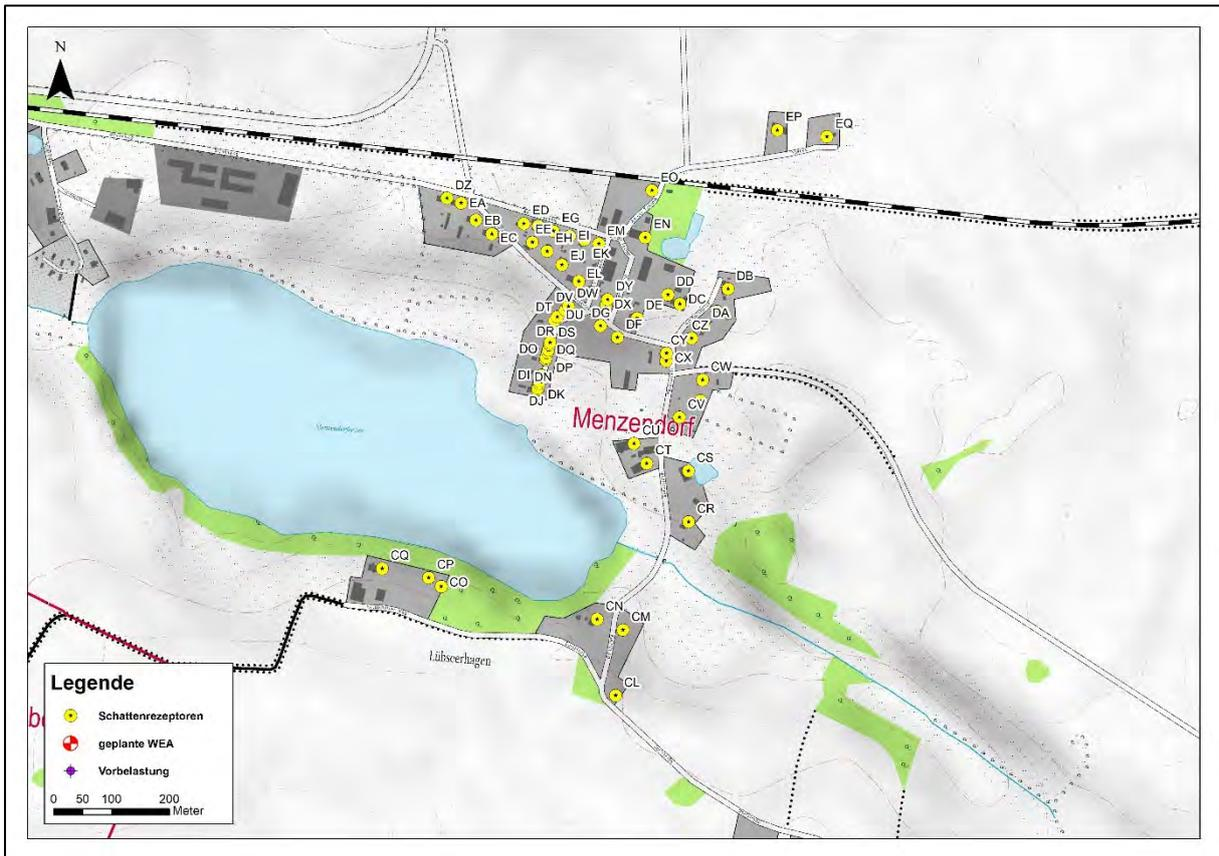 N
EP
EQ
EO
DZ
EA
EB
EC
ED
EE
EG
EH
EI
EM
EN
EK
EJ
EL
DW
DY
DX
DD
DB
DC
DE
DA
DV
DT
DU
DG
DF
CZ
DR
DS
CY
CX
DO
DQ
DP
CW
DI
DN
DK
DJ
CV
Menzendorf
CU
CT
CS
CR
CQ
CP
CO
CN
CM
Lübseerhagen
CL
Legende
Schattenrezeptoren
geplante WEA
Vorbelastung
0 50 100 200
Meter